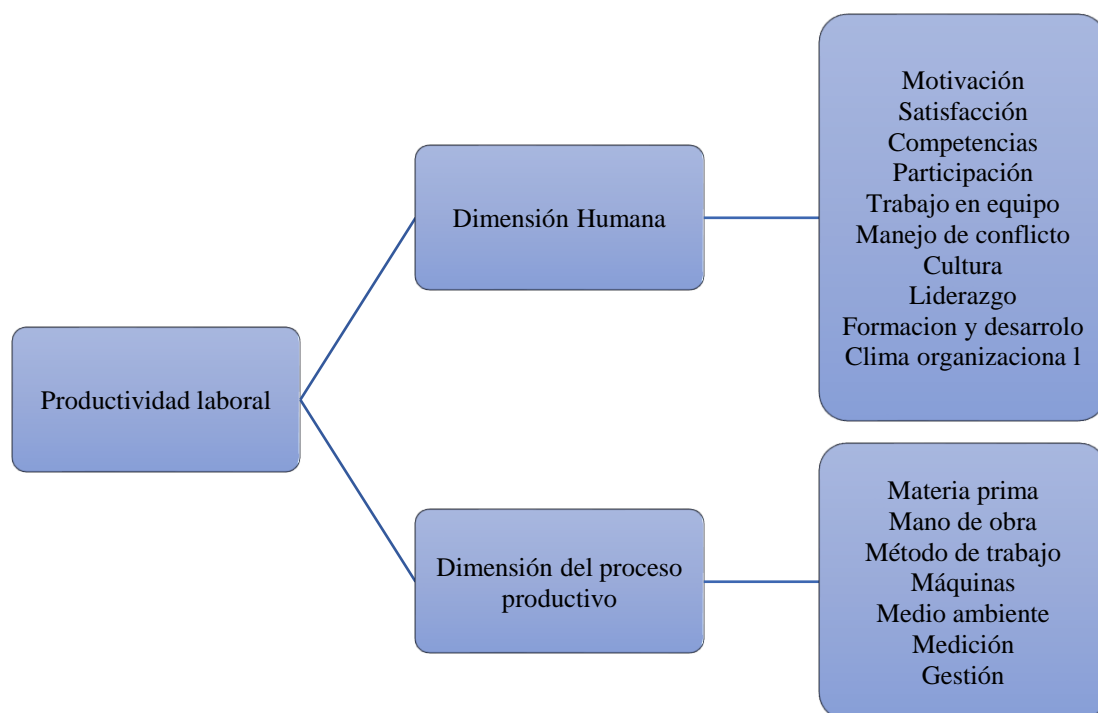 Productividad laboral
Dimensión Humana
Motivación
Satisfacción
Competencias
Participación
Trabajo en equipo
Manejo de conflicto
Cultura
Liderazgo
Formacion y desarrolo
Clima organizaciona l
Dimensión del proceso
productivo
Materia prima
Mano de obra
Método de trabajo
Máquinas
Medio ambiente
Medición
Gestión